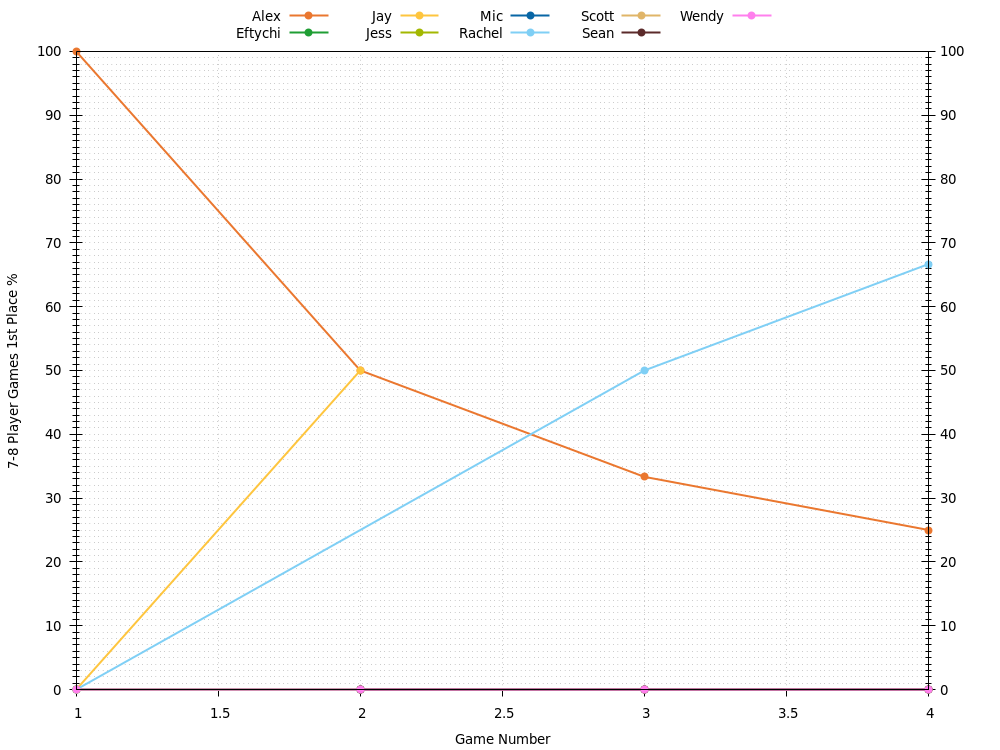 Alex Jay Mic Scott Wendy
Eftychi Jess Rachel Sean
100 100
90 90
80 80
70 70
60 60
50 50
40 40
30 30
20 20
10 10
0 0
7-8 Player Games 1st Place %
1 1.5 2 2.5 3 3.5 4
Game Number